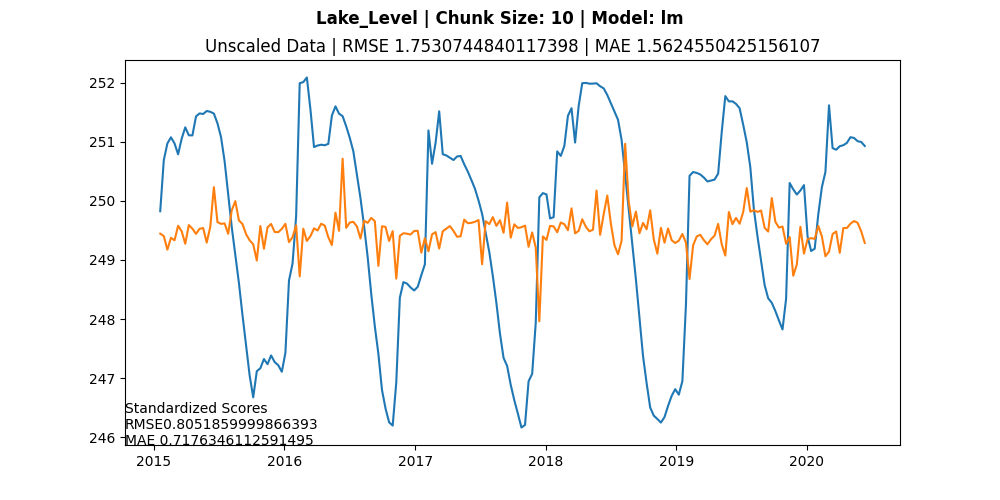 Lake_Level | Chunk Size: 10 | Model: lm
Unscaled Data | RMSE 1.7530744840117398 | MAE 1.5624550425156107
252
251
250
249
248
247
246
Standardized Scores
RMSE0.8051859999866393
MAE 0.7176346112591495
2015 2016 2017 2018 2019 2020